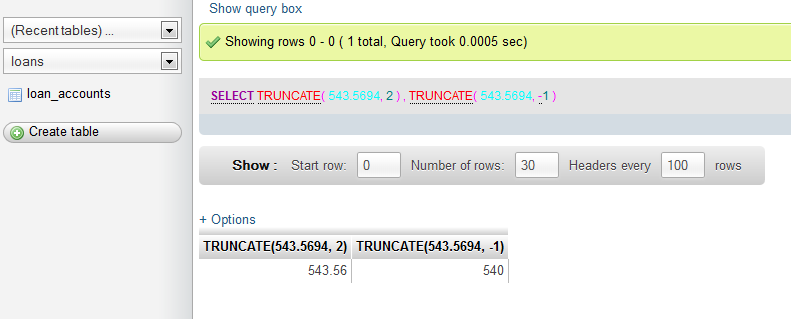 Show query box
(Recent tables) ...
Showing rows 0 - 0 ( 1 total, Query took 0.0005 sec)
loans
loan_accounts
SELECT TRUNCATE( 543.5694, 2 ) , TRUNCATE( 543.5694, -1 )
Create table
Show : Start row: 0 Number of rows: 30 Headers every 100 rows
+ Options
TRUNCATE(543.5694, 2) TRUNCATE(543.5694, -1)
543.56 540